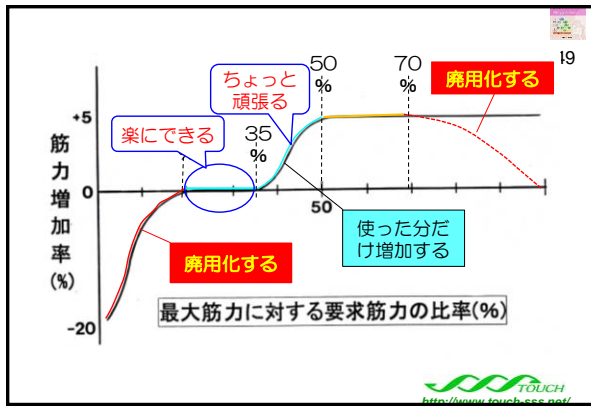 49
50
%
70
%
廃用化する
ちょっと
頑張る
楽にできる
35
%
+5
0
-20
筋力増加率(%)
50
使った分だ
け増加する
廃用化する
最大筋力に対する要求筋力の比率(%)
TOUCH
http://www.touch-sss.net/